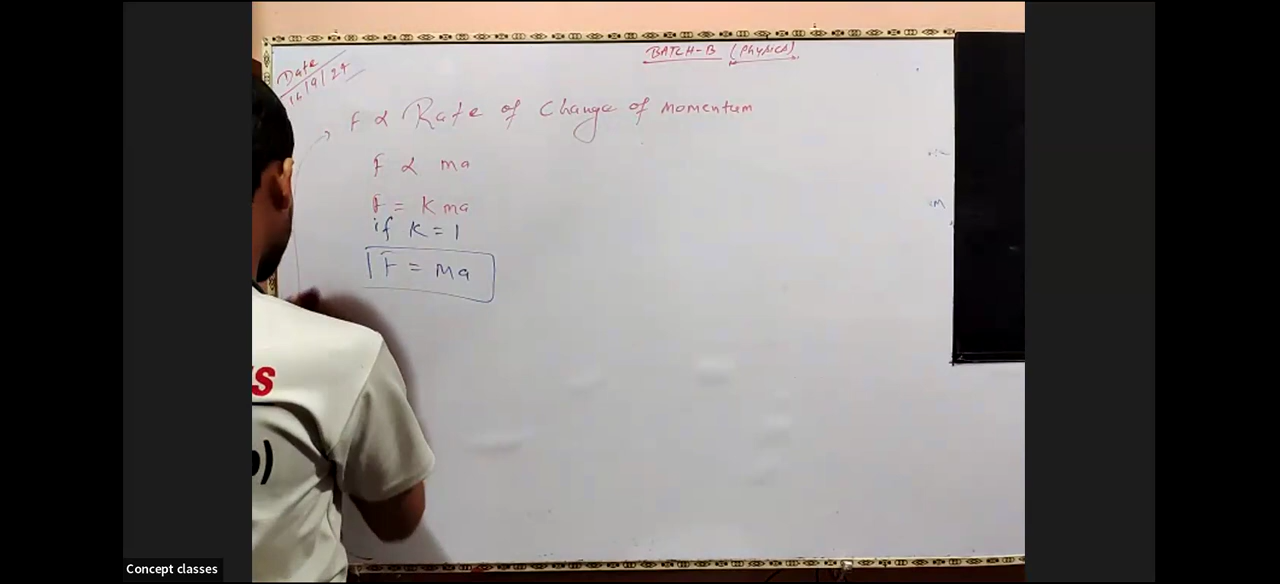 BATCH-B (Physics)
Date
16/9/24
F α Rate of Change of Momentum
F α ma
F = K ma
if K = 1
F = ma
S
)
Concept classes